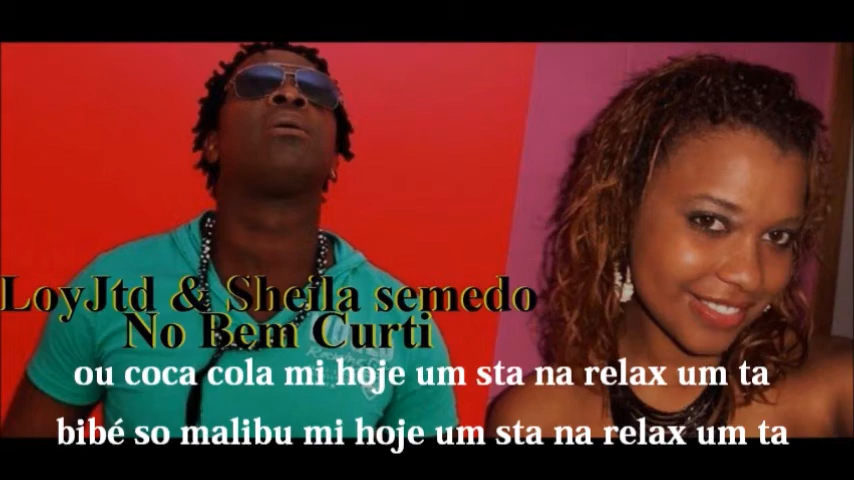 LoyJtd & Sheila semedo
No Bem Curti
ou coca cola mi hoje um sta na relax um ta
bibé so malibu mi hoje um sta na relax um ta